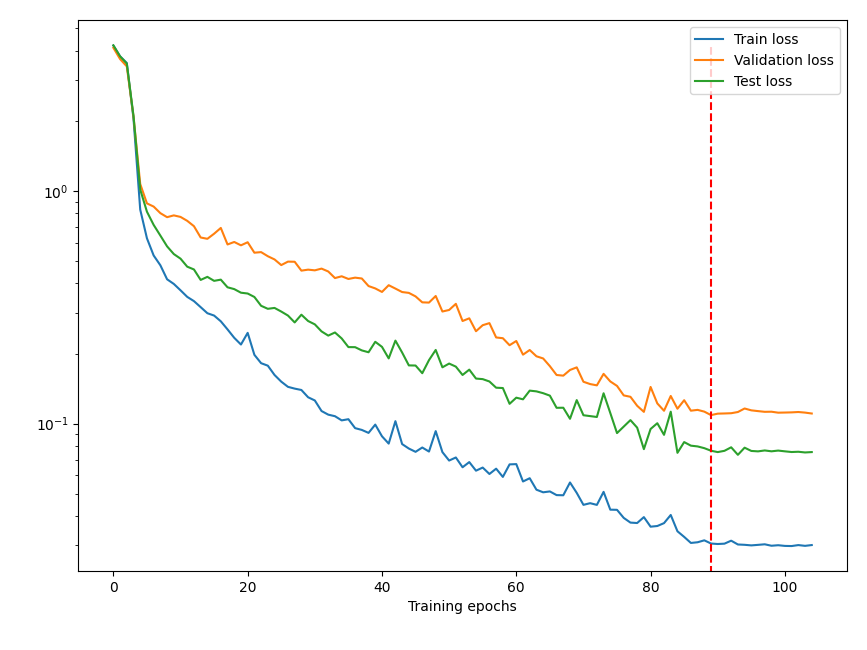 Train loss
Validation loss
Test loss
10⁰
10⁻¹
0 20 40 60 80 100
Training epochs